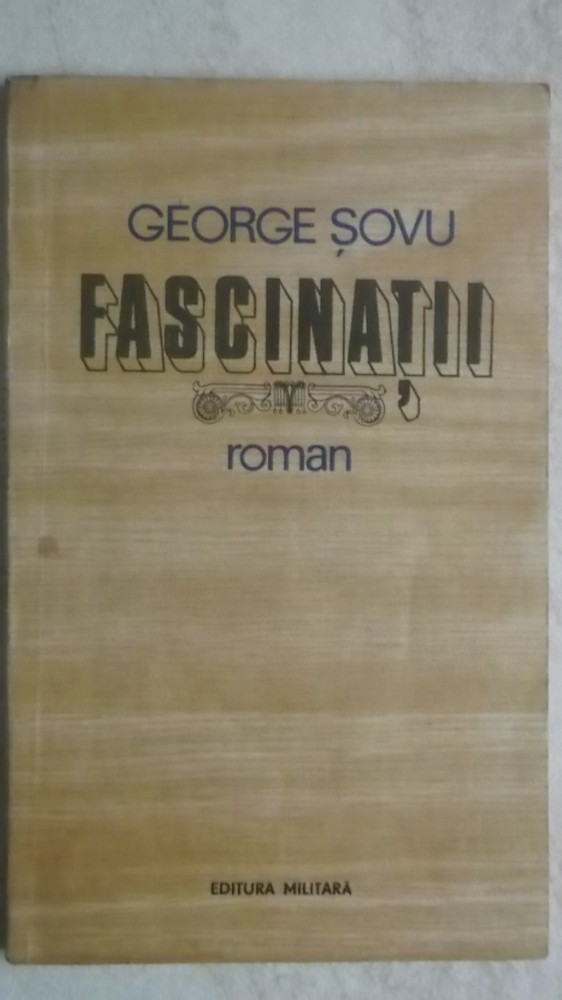 GEORGE ȘOVU
FASCINAȚII
roman
EDITURA MILITARĂ